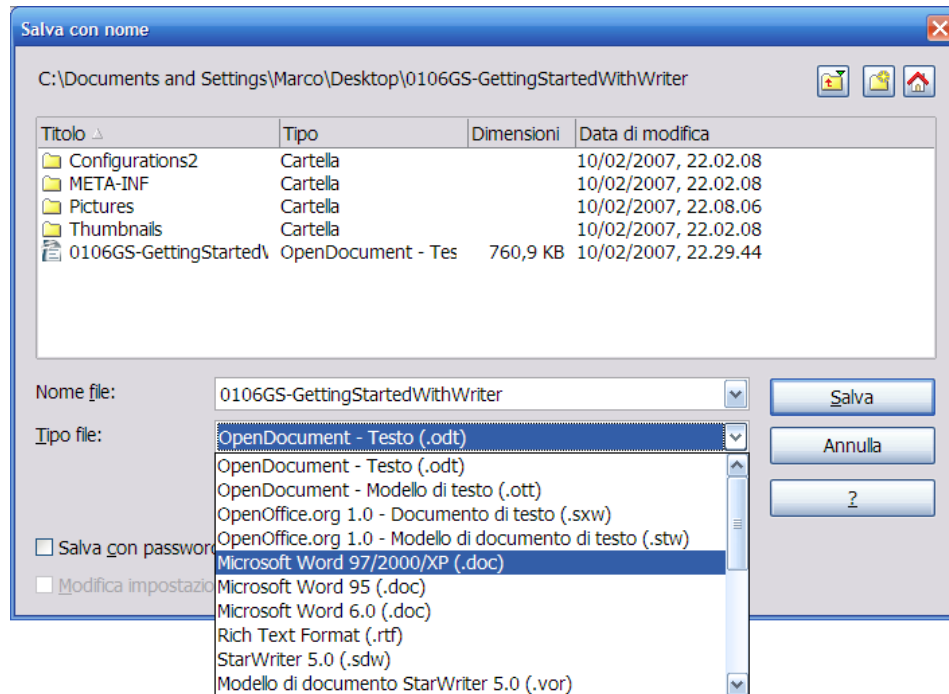 Salva con nome
C:\Documents and Settings\Marco\Desktop\0106GS-GettingStartedWithWriter
Titolo Tipo Dimensioni Data di modifica
Configurations2 Cartella 10/02/2007, 22.02.08
META-INF Cartella 10/02/2007, 22.02.08
Pictures Cartella 10/02/2007, 22.08.06
Thumbnails Cartella 10/02/2007, 22.02.08
0106GS-GettingStarted\ OpenDocument - Tes 760,9 KB 10/02/2007, 22.29.44
Nome file: 0106GS-GettingStartedWithWriter Salva
Tipo file: OpenDocument - Testo (.odt) Annulla
OpenDocument - Testo (.odt)
OpenDocument - Modello di testo (.ott) ?
OpenOffice.org 1.0 - Documento di testo (.sxw)
OpenOffice.org 1.0 - Modello di documento di testo (.stw)
Salva con password
Microsoft Word 97/2000/XP (.doc)
Modifica impostazio
Microsoft Word 95 (.doc)
Microsoft Word 6.0 (.doc)
Rich Text Format (.rtf)
StarWriter 5.0 (.sdw)
Modello di documento StarWriter 5.0 (.vor)